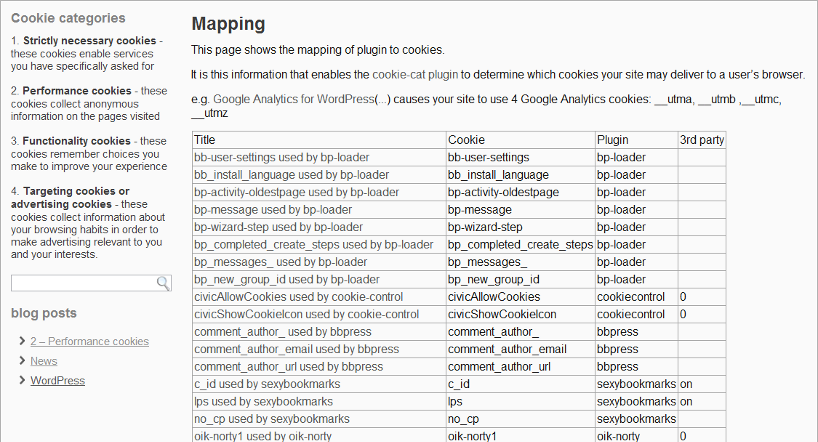 Cookie categories
1. Strictly necessary cookies -
these cookies enable services
you have specifically asked for
2. Performance cookies - these
cookies collect anonymous
information on the pages visited
3. Functionality cookies - these
cookies remember choices you
make to improve your experience
4. Targeting cookies or
advertising cookies - these
cookies collect information about
your browsing habits in order to
make advertising relevant to you
and your interests.
blog posts
2 – Performance cookies
News
WordPress
Mapping
This page shows the mapping of plugin to cookies.
It is this information that enables the cookie-cat plugin to determine which cookies your site may deliver to a user's browser.
e.g. Google Analytics for WordPress(...) causes your site to use 4 Google Analytics cookies: __utma, __utmb ,__utmc,
__utmz
Title Cookie Plugin 3rd party
bb-user-settings used by bp-loader bb-user-settings bp-loader
bb_install_language used by bp-loader bb_install_language bp-loader
bp-activity-oldestpage used by bp-loader bp-activity-oldestpage bp-loader
bp-message used by bp-loader bp-message bp-loader
bp-wizard-step used by bp-loader bp-wizard-step bp-loader
bp_completed_create_steps used by bp-loader bp_completed_create_steps bp-loader
bp_messages_ used by bp-loader bp_messages_ bp-loader
bp_new_group_id used by bp-loader bp_new_group_id bp-loader
civicAllowCookies used by cookie-control civicAllowCookies cookiecontrol 0
civicShowCookieIcon used by cookie-control civicShowCookieIcon cookiecontrol 0
comment_author_ used by bbpress comment_author_ bbpress
comment_author_email used by bbpress comment_author_email bbpress
comment_author_url used by bbpress comment_author_url bbpress
c_id used by sexybookmarks c_id sexybookmarks on
lps used by sexybookmarks lps sexybookmarks on
no_cp used by sexybookmarks no_cp sexybookmarks
oik-norty1 used by oik-norty oik-norty1 oik-norty 0